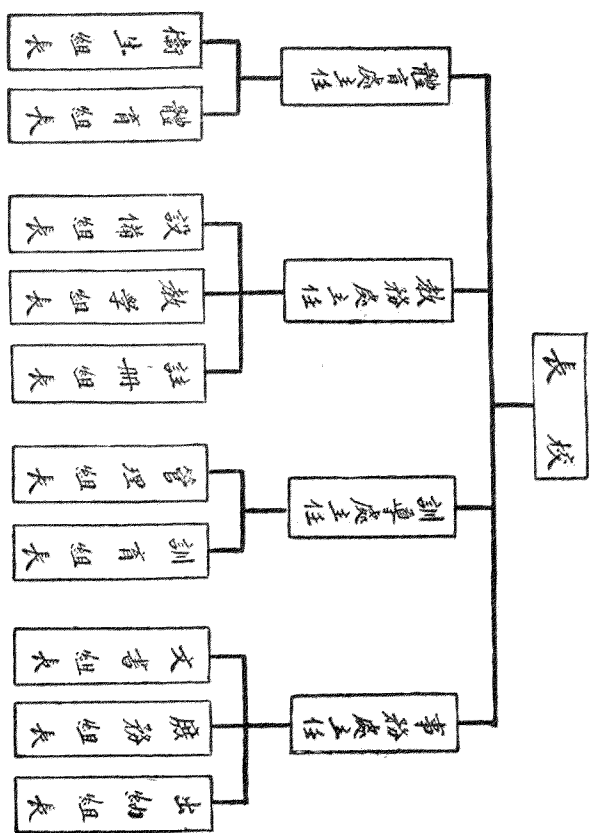 校長
事務處主任
訓導處主任
教務處主任
體育處主任
出納組長
庶務組長
文書組長
訓育組長
管理組長
註冊組長
教学組長
設備組長
體育組長
衛生組長